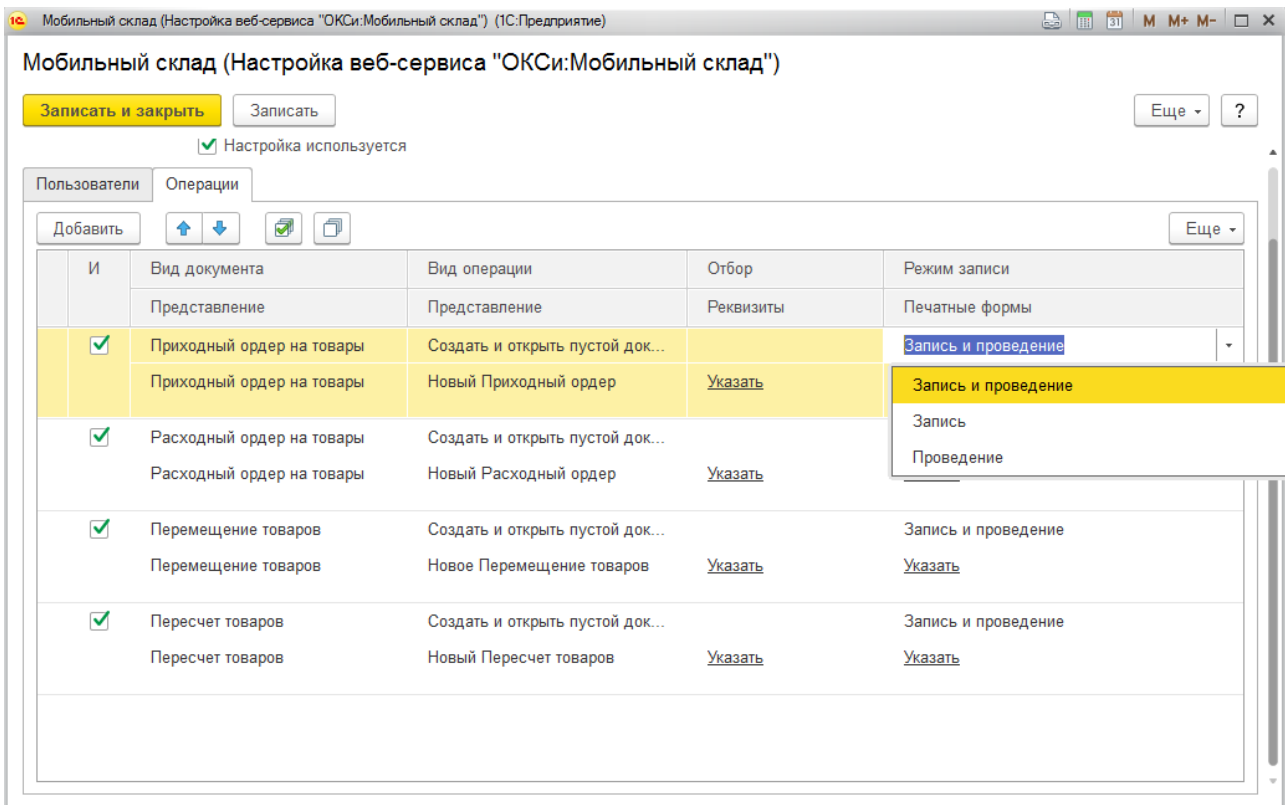 1С Мобильный склад (Настройка веб-сервиса "ОКСи:Мобильный склад") (1С:Предприятие) 31 M M+ M-
Мобильный склад (Настройка веб-сервиса "ОКСи:Мобильный склад")
Записать и закрыть Записать Еще ?
Настройка используется
Пользователи Операции
Добавить Еще
И Вид документа Вид операции Отбор Режим записи
Представление Представление Реквизиты Печатные формы
Приходный ордер на товары Создать и открыть пустой док... Запись и проведение
Приходный ордер на товары Новый Приходный ордер Указать Запись и проведение
Запись
Расходный ордер на товары Создать и открыть пустой док...
Проведение
Расходный ордер на товары Новый Расходный ордер Указать
Перемещение товаров Создать и открыть пустой док... Запись и проведение
Перемещение товаров Новое Перемещение товаров Указать Указать
Пересчет товаров Создать и открыть пустой док... Запись и проведение
Пересчет товаров Новый Пересчет товаров Указать Указать